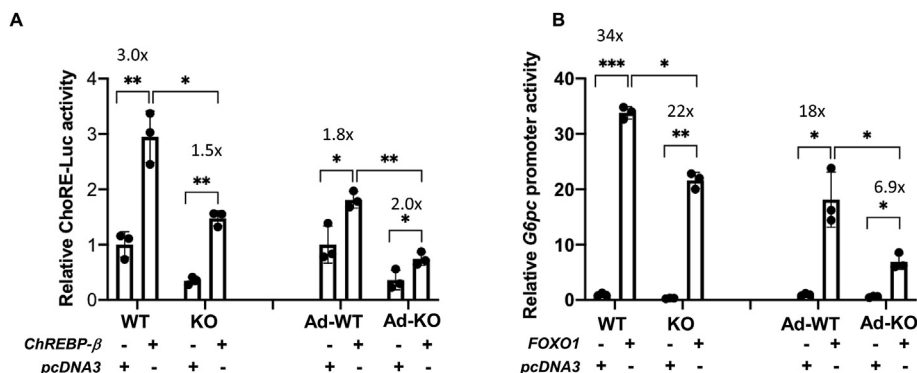 A
3.0x
**
*
4
3
2
1
0
Relative ChoRE-Luc activity
1.5x
**
1.8x
*
**
2.0x
*
WT KO Ad-WT Ad-KO
ChREBP-β - + - + - + - +
pcDNA3 + - + - + - + -
B
34x
***
*
40
30
20
10
0
Relative G6pc promoter activity
22x
**
18x
*
*
6.9x
*
WT KO Ad-WT Ad-KO
FOXO1 - + - + - + - +
pcDNA3 + - + - + - + -